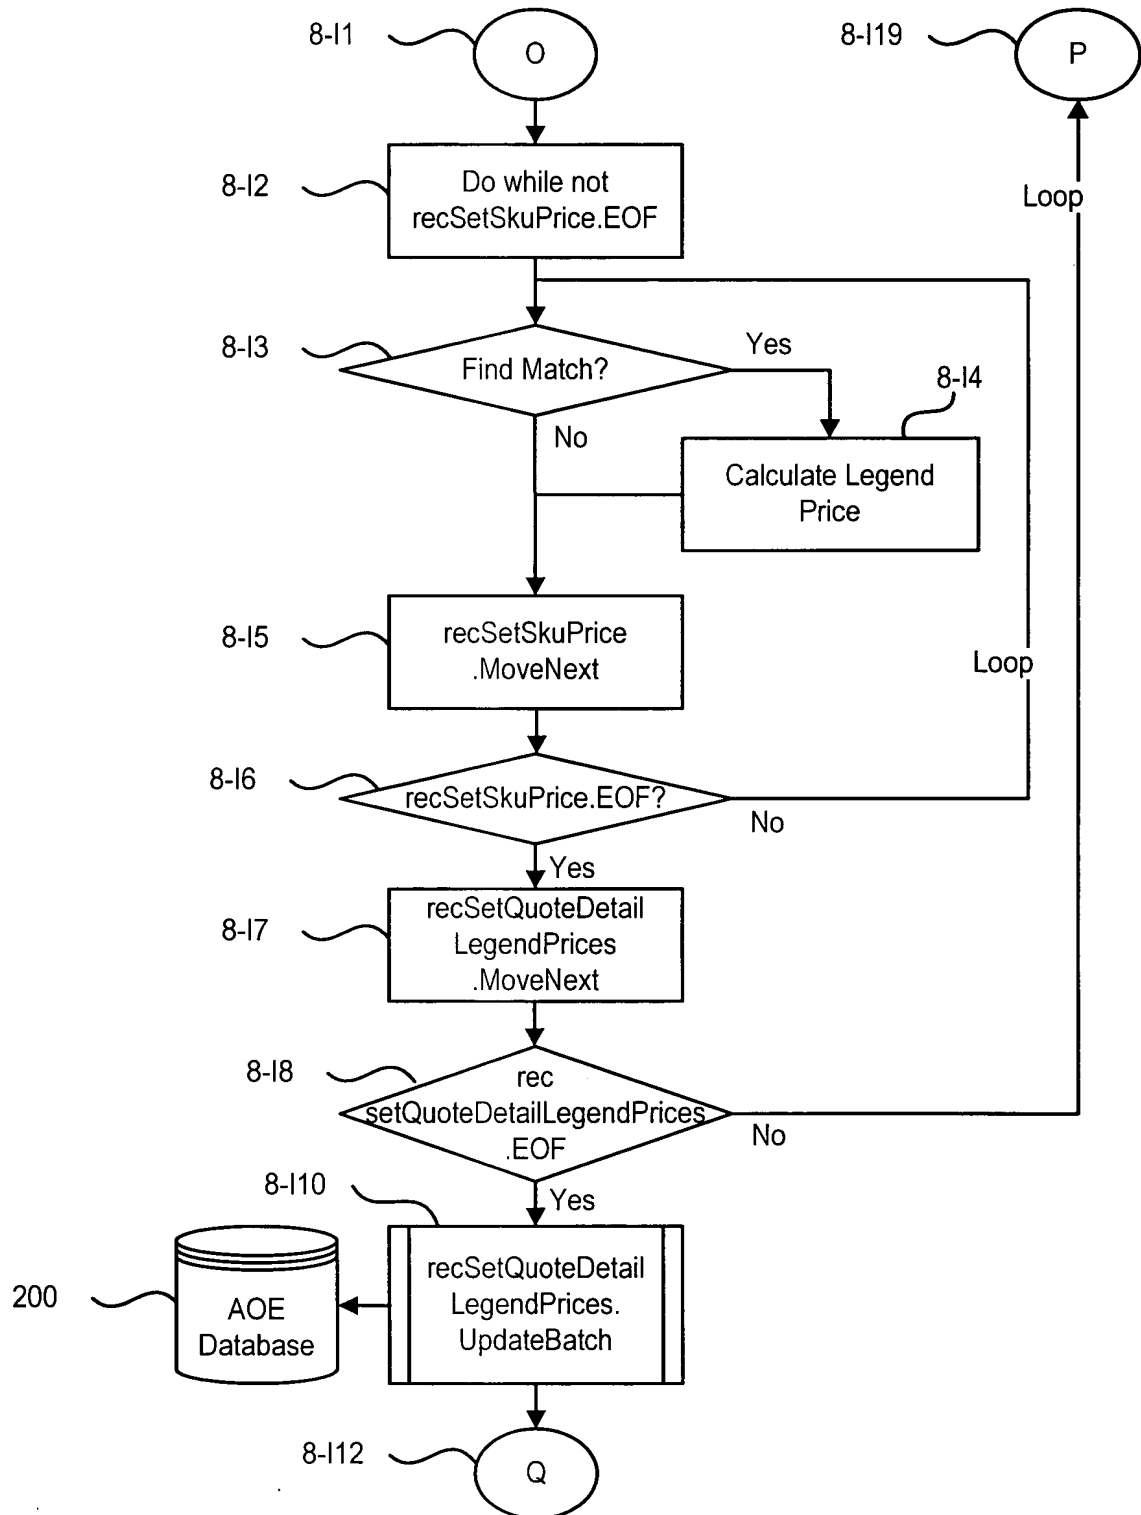 8-I1
O
8-I19
P
8-I2
Do while not
recSetSkuPrice.EOF
Loop
8-I3
Find Match?
Yes
8-I4
No
Calculate Legend
Price
8-I5
recSetSkuPrice
.MoveNext
Loop
8-I6
recSetSkuPrice.EOF?
No
Yes
8-I7
recSetQuoteDetail
LegendPrices
.MoveNext
8-I8
rec
setQuoteDetailLegendPrices
.EOF
No
8-I10
Yes
200
AOE
Database
recSetQuoteDetail
LegendPrices.
UpdateBatch
8-I12
Q